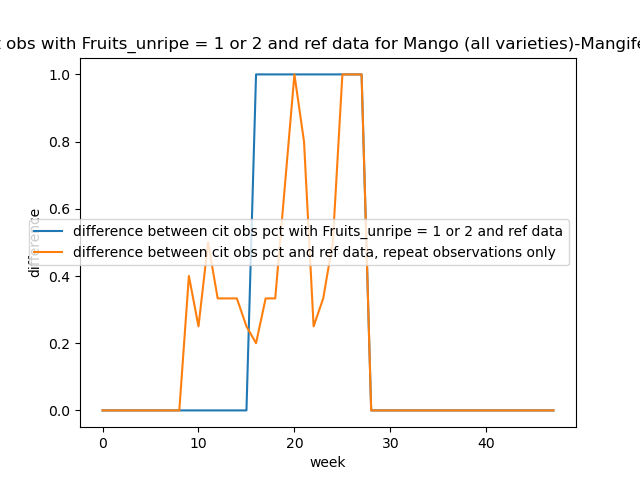 obs with Fruits_unripe = 1 or 2 and ref data for Mango (all varieties)-Mangife
1.0
0.8
0.6
0.4
0.2
0.0
difference
difference between cit obs pct with Fruits_unripe = 1 or 2 and ref data
difference between cit obs pct and ref data, repeat observations only
0 10 20 30 40
week